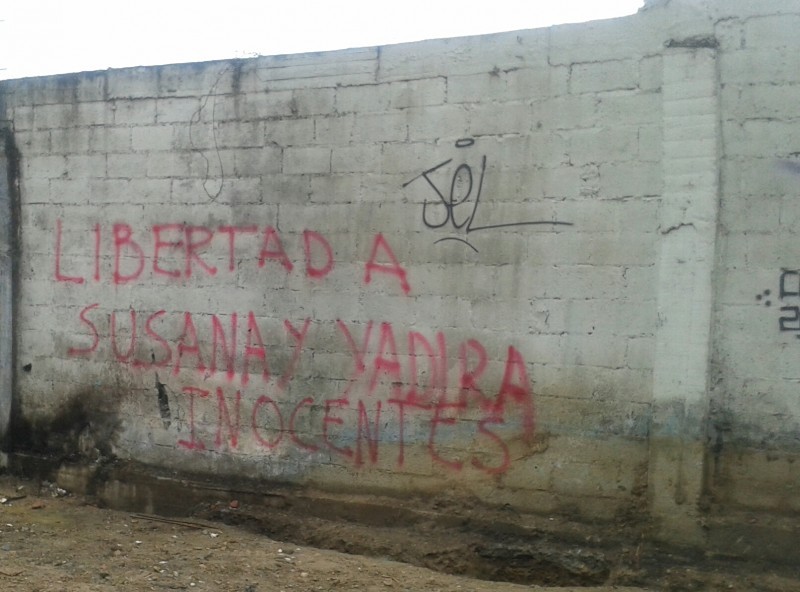 Jel
LIBERTAD A
SUSANA Y YADIRA
INOCENTES